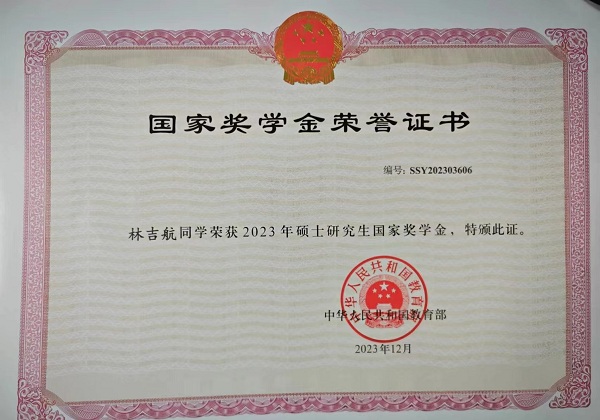 国家奖学金荣誉证书
编号: SSY202303606
林吉航同学荣获2023年硕士研究生国家奖学金，特颁此证。
中华人民共和国教育部
中华人民共和国教育部
2023年12月